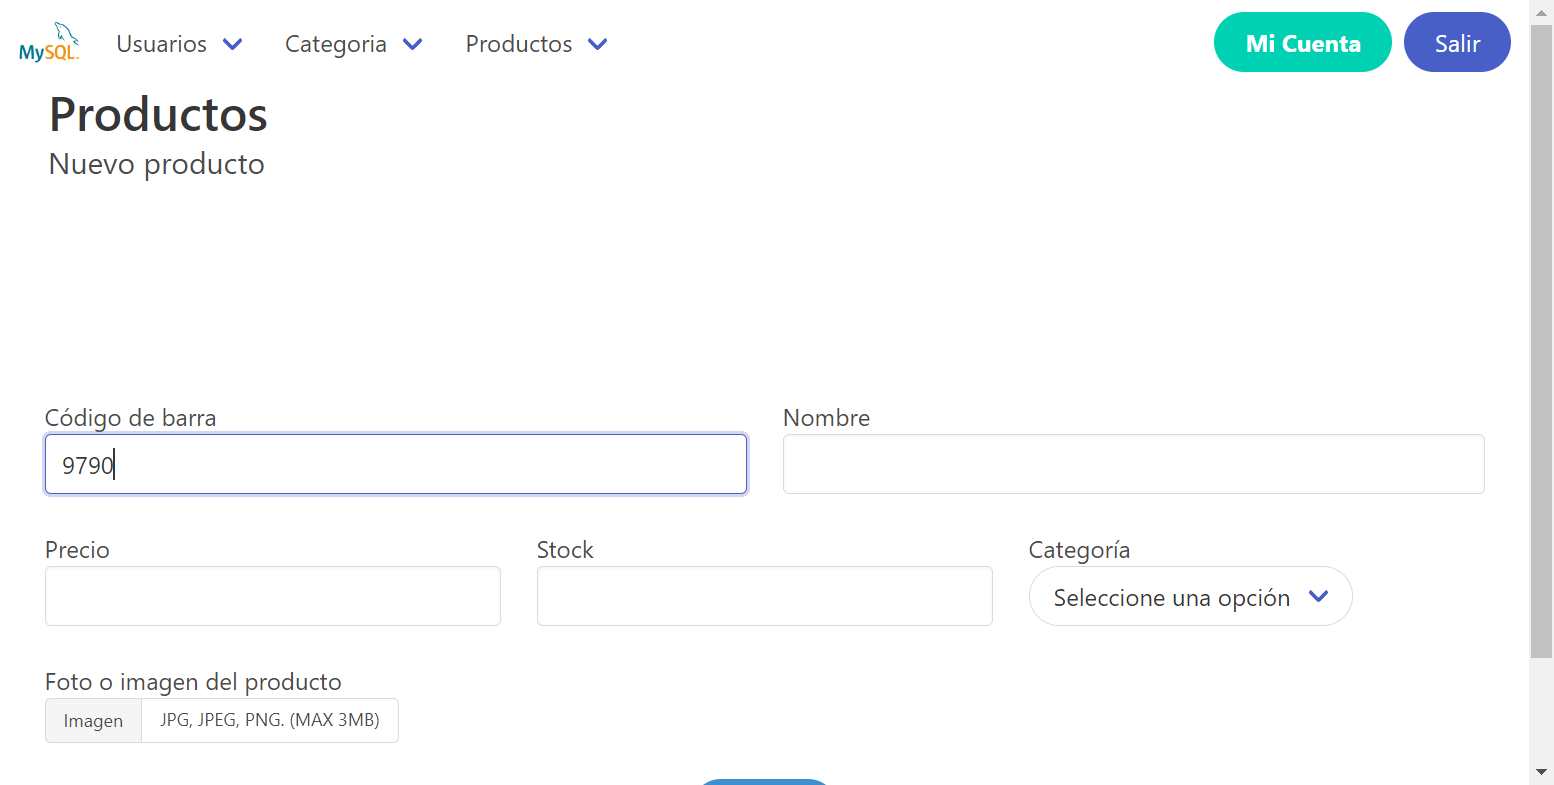 MySQL Usuarios Categoria Productos Mi Cuenta Salir
Productos
Nuevo producto
Código de barra Nombre
9790
Precio Stock Categoría
Seleccione una opción
Foto o imagen del producto
Imagen JPG, JPEG, PNG. (MAX 3MB)